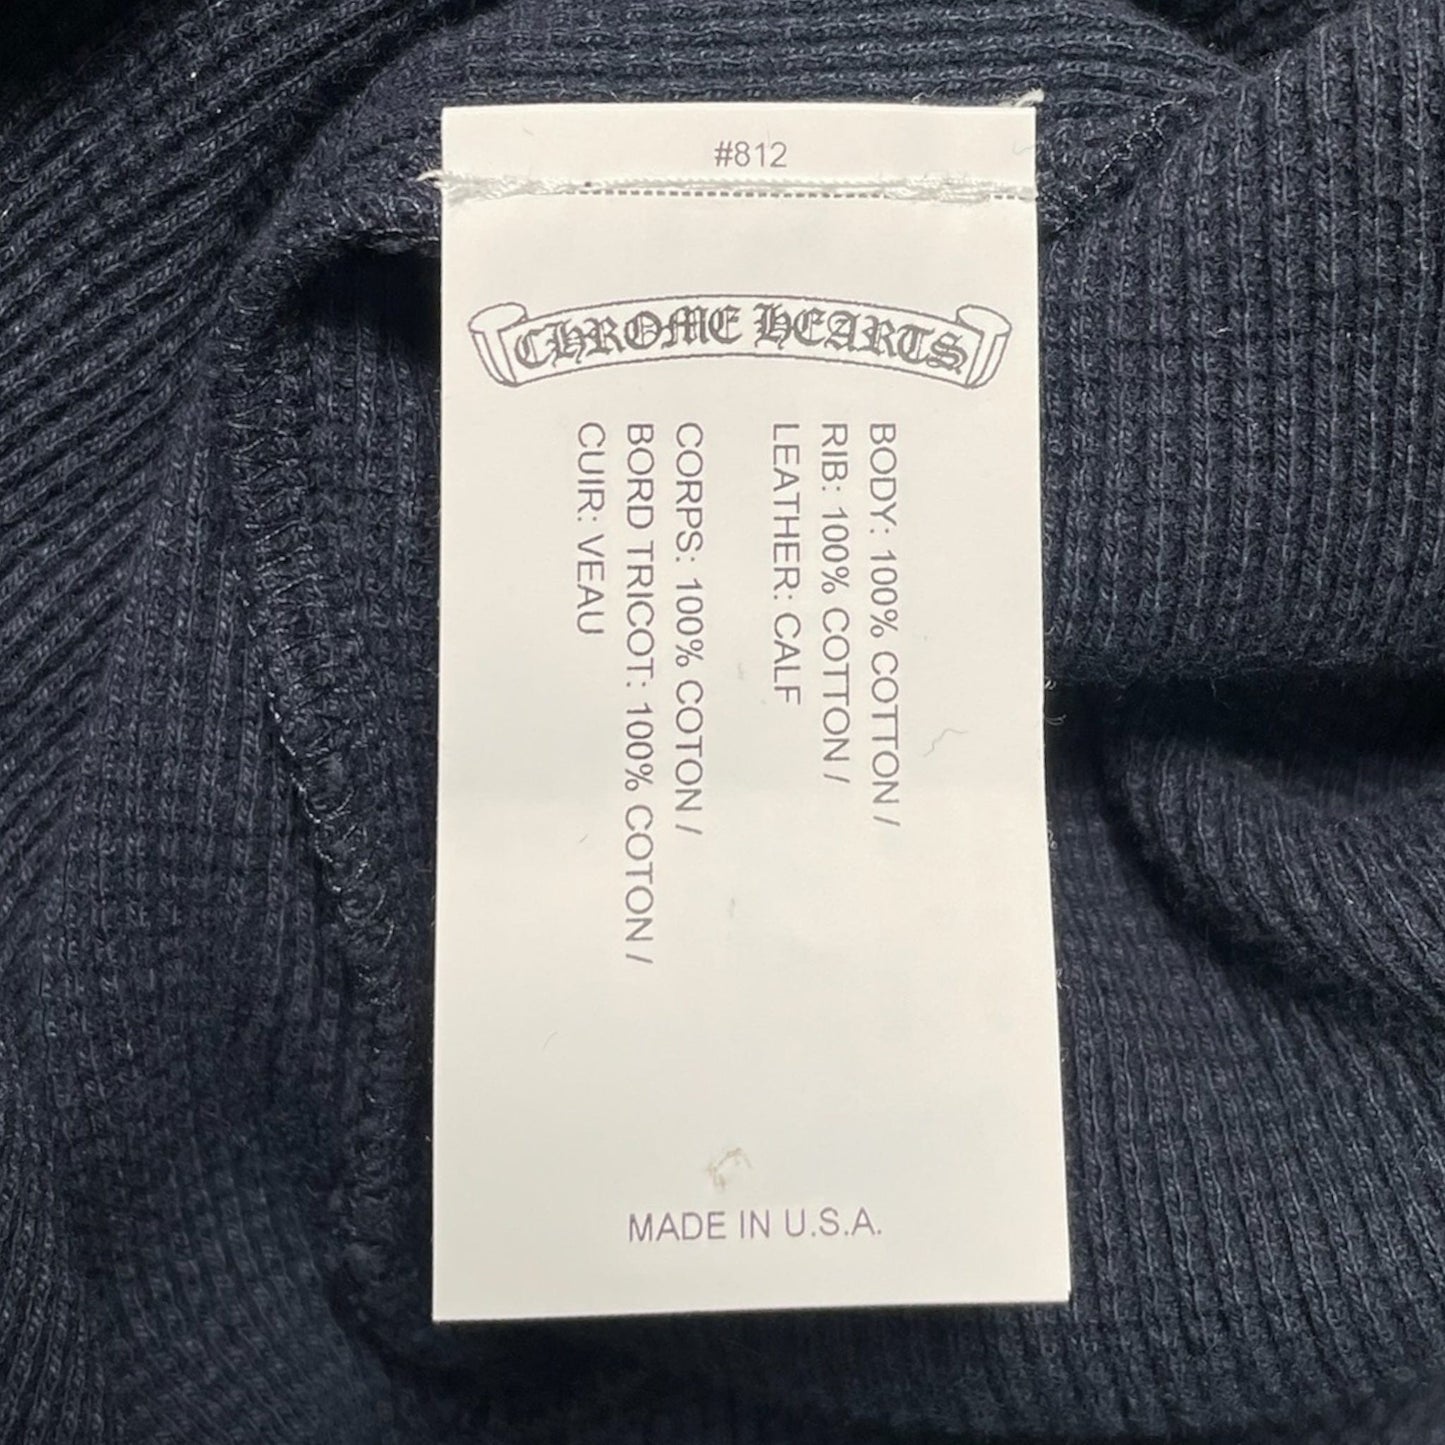 #812
CHROME HEARTS
BODY: 100% COTTON /
RIB: 100% COTTON /
LEATHER: CALF
CORPS: 100% COTON /
BORD TRICOT: 100% COTON /
CUIR: VEAU
MADE IN U.S.A.